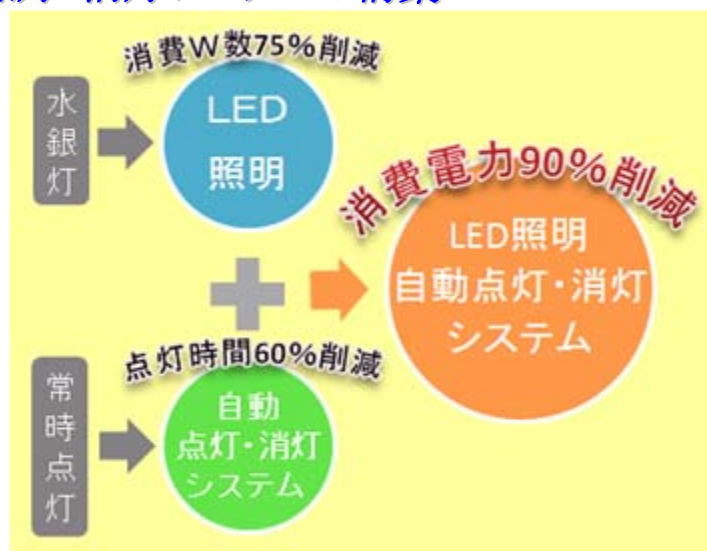 消費W数75%削減
水銀灯
LED
照明
消費電力90%削減
LED照明
自動点灯・消灯
システム
点灯時間60%削減
常時点灯
自動
点灯・消灯
システム